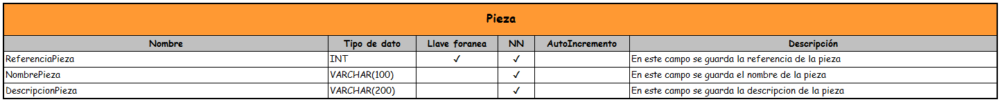 Pieza
Nombre Tipo de dato Llave foranea NN AutoIncremento Descripción
ReferenciaPieza INT ✓ ✓ En este campo se guarda la referencia de la pieza
NombrePieza VARCHAR(100) ✓ En este campo se guarda el nombre de la pieza
DescripcionPieza VARCHAR(200) ✓ En este campo se guarda la descripcion de la pieza